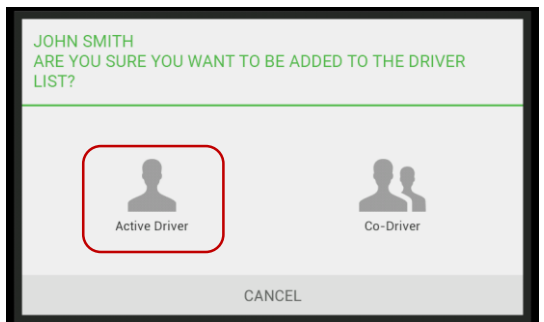 JOHN SMITH
ARE YOU SURE YOU WANT TO BE ADDED TO THE DRIVER
LIST?
Active Driver
Co-Driver
CANCEL